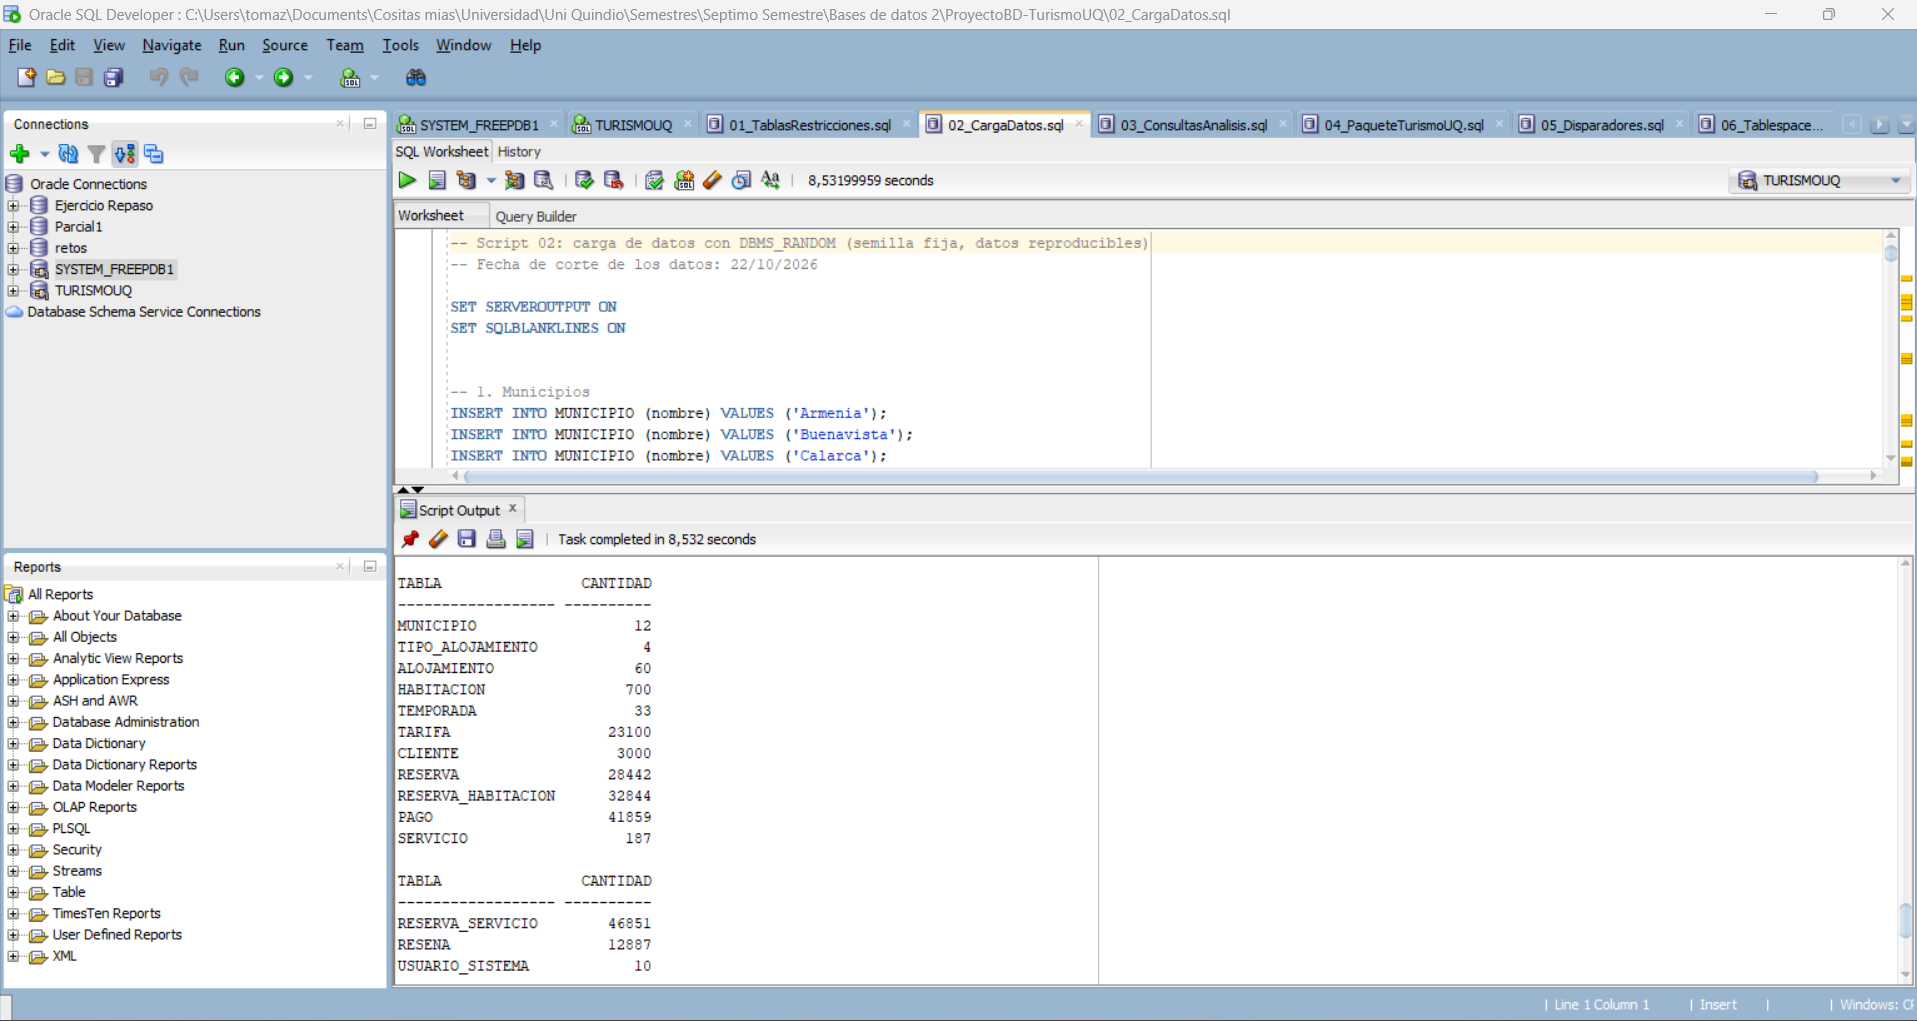 Oracle SQL Developer : C:\Users\tomaz\Documents\Cositas mias\Universidad\Uni Quindio\Semestres\Septimo Semestre\Bases de datos 2\ProyectoBD-TurismoUQ\02_CargaDatos.sql
File Edit View Navigate Run Source Team Tools Window Help
Connections
Oracle Connections
Ejercicio Repaso
Parcial1
retos
SYSTEM_FREEPDB1
TURISMOUQ
Database Schema Service Connections
Reports
All Reports
About Your Database
All Objects
Analytic View Reports
Application Express
ASH and AWR
Database Administration
Data Dictionary
Data Dictionary Reports
Data Modeler Reports
OLAP Reports
PLSQL
Security
Streams
Table
TimesTen Reports
User Defined Reports
XML
SYSTEM_FREEPDB1 TURISMOUQ 01_TablasRestricciones.sql 02_CargaDatos.sql 03_ConsultasAnalisis.sql 04_PaqueteTurismoUQ.sql 05_Disparadores.sql 06_Tablespace...
SQL Worksheet History
8,53199959 seconds
TURISMOUQ
Worksheet Query Builder
-- Script 02: carga de datos con DBMS_RANDOM (semilla fija, datos reproducibles)
-- Fecha de corte de los datos: 22/10/2026
SET SERVEROUTPUT ON
SET SQLBLANKLINES ON
-- 1. Municipios
INSERT INTO MUNICIPIO (nombre) VALUES ('Armenia');
INSERT INTO MUNICIPIO (nombre) VALUES ('Buenavista');
INSERT INTO MUNICIPIO (nombre) VALUES ('Calarca');
Script Output
Task completed in 8,532 seconds
TABLA CANTIDAD
------------------ ----------
MUNICIPIO 12
TIPO_ALOJAMIENTO 4
ALOJAMIENTO 60
HABITACION 700
TEMPORADA 33
TARIFA 23100
CLIENTE 3000
RESERVA 28442
RESERVA_HABITACION 32844
PAGO 41859
SERVICIO 187
TABLA CANTIDAD
------------------ ----------
RESERVA_SERVICIO 46851
RESENA 12887
USUARIO_SISTEMA 10
Line 1 Column 1 Insert Windows: Cl